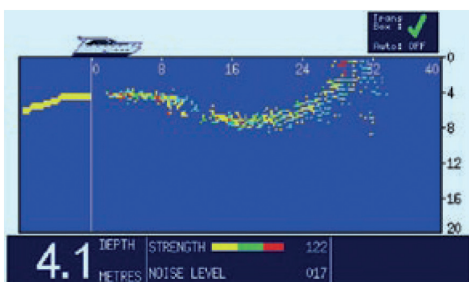 Trans
Box :
Auto: OFF
0 8 16 24 32 40
0
4
8
12
16
20
4.1 DEPTH METRES
STRENGTH 122
NOISE LEVEL 017